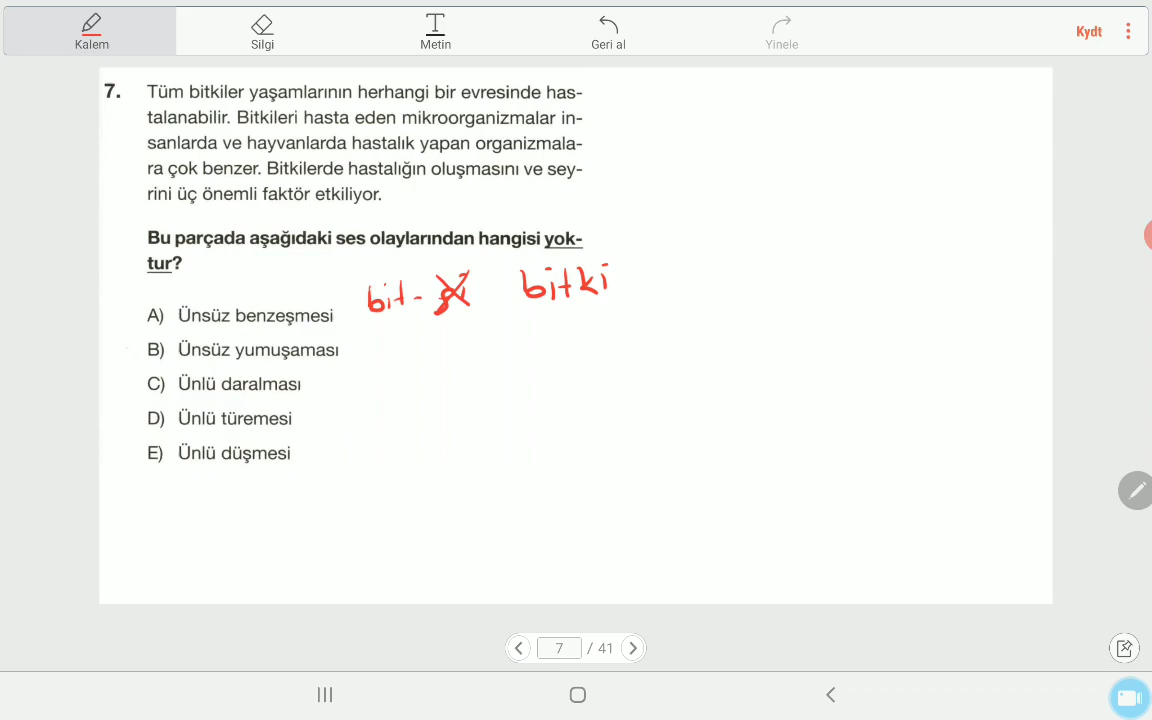 Kalem
Silgi
Metin
Geri al
Yinele
Kydt
7. Tüm bitkiler yaşamlarının herhangi bir evresinde has-
talanabilir. Bitkileri hasta eden mikroorganizmalar in-
sanlarda ve hayvanlarda hastalık yapan organizmala-
ra çok benzer. Bitkilerde hastalığın oluşmasını ve sey-
rini üç önemli faktör etkiliyor.
Bu parçada aşağıdaki ses olaylarından hangisi yok-
tur?
bit - bitki
A) Ünsüz benzeşmesi
B) Ünsüz yumuşaması
C) Ünlü daralması
D) Ünlü türemesi
E) Ünlü düşmesi
7 / 41